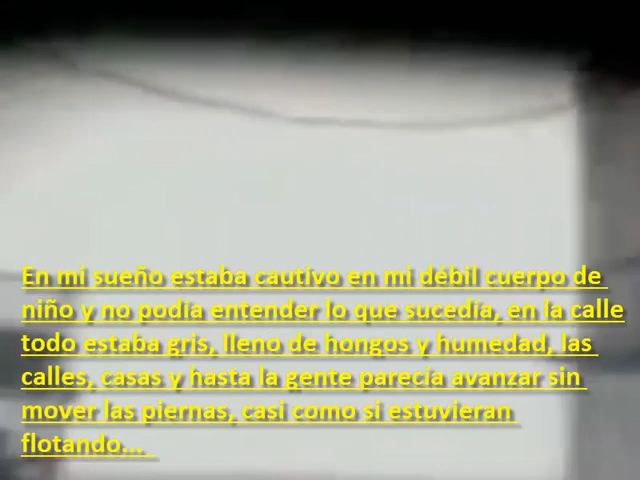 En mi sueño estaba cautivo en mi débil cuerpo de
niño y no podía entender lo que sucedía, en la calle
todo estaba gris, lleno de hongos y humedad, las
calles, casas y hasta la gente parecía avanzar sin
mover las piernas, casi como si estuvieran
flotando...